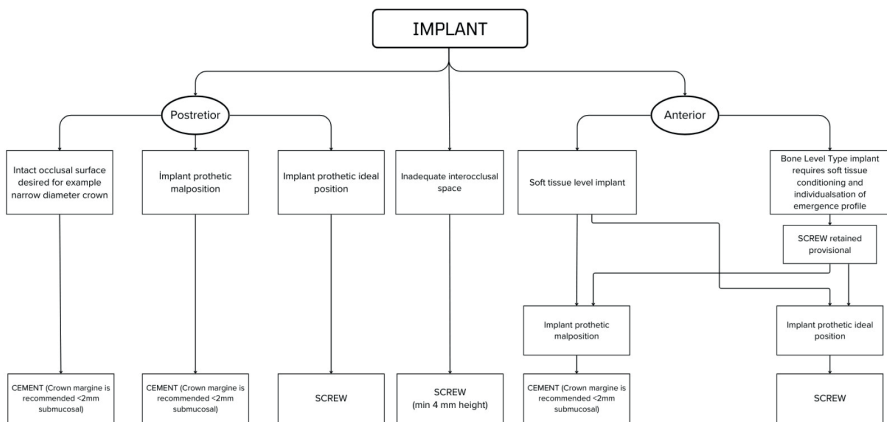 IMPLANT
Postretior
Anterior
Intact occlusal surface
desired for example
narrow diameter crown
İmplant prothetic
malposition
Implant prothetic ideal
position
Inadequate interocclusal
space
Soft tissue level implant
Bone Level Type implant
requires soft tissue
conditioning and
individualsation of
emergence profile
SCREW retained
provisional
Implant prothetic
malposition
Implant prothetic ideal
position
CEMENT (Crown margine is
recommended <2mm
submucosal)
CEMENT (Crown margine is
recommended <2mm
submucosal)
SCREW
SCREW
(min 4 mm height)
CEMENT (Crown margine is
recommended <2mm
submucosal)
SCREW